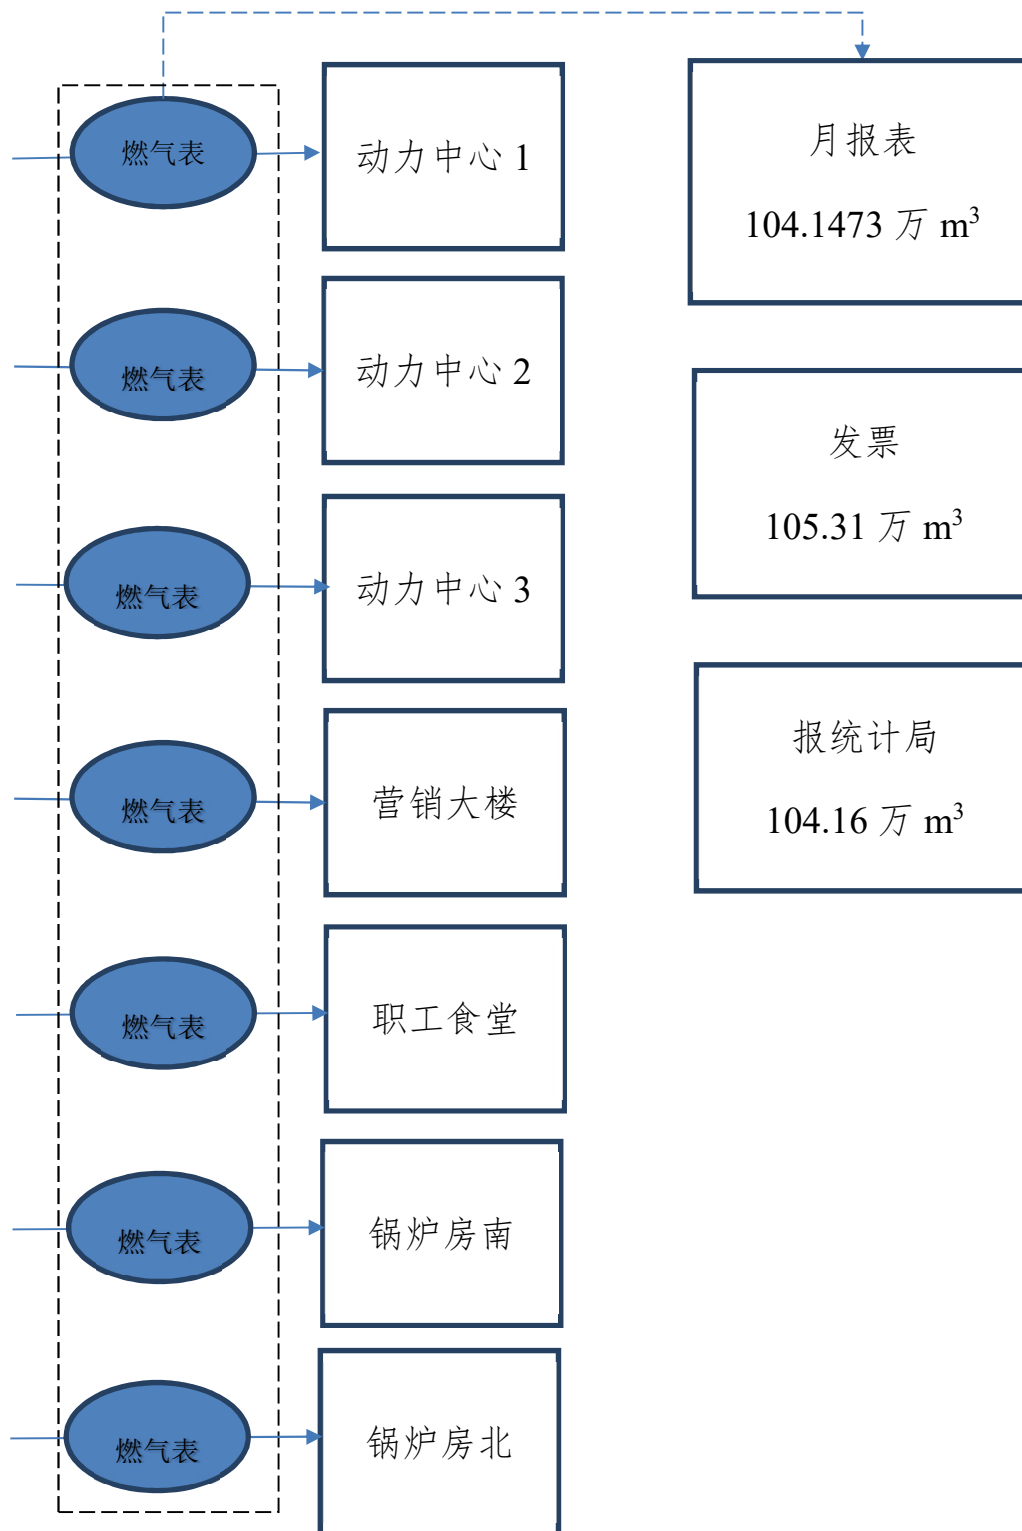 燃气表
动力中心 1
月报表
104.1473 万 m³
燃气表
动力中心 2
发票
105.31 万 m³
燃气表
动力中心 3
报统计局
104.16 万 m³
燃气表
营销大楼
燃气表
职工食堂
燃气表
锅炉房南
燃气表
锅炉房北